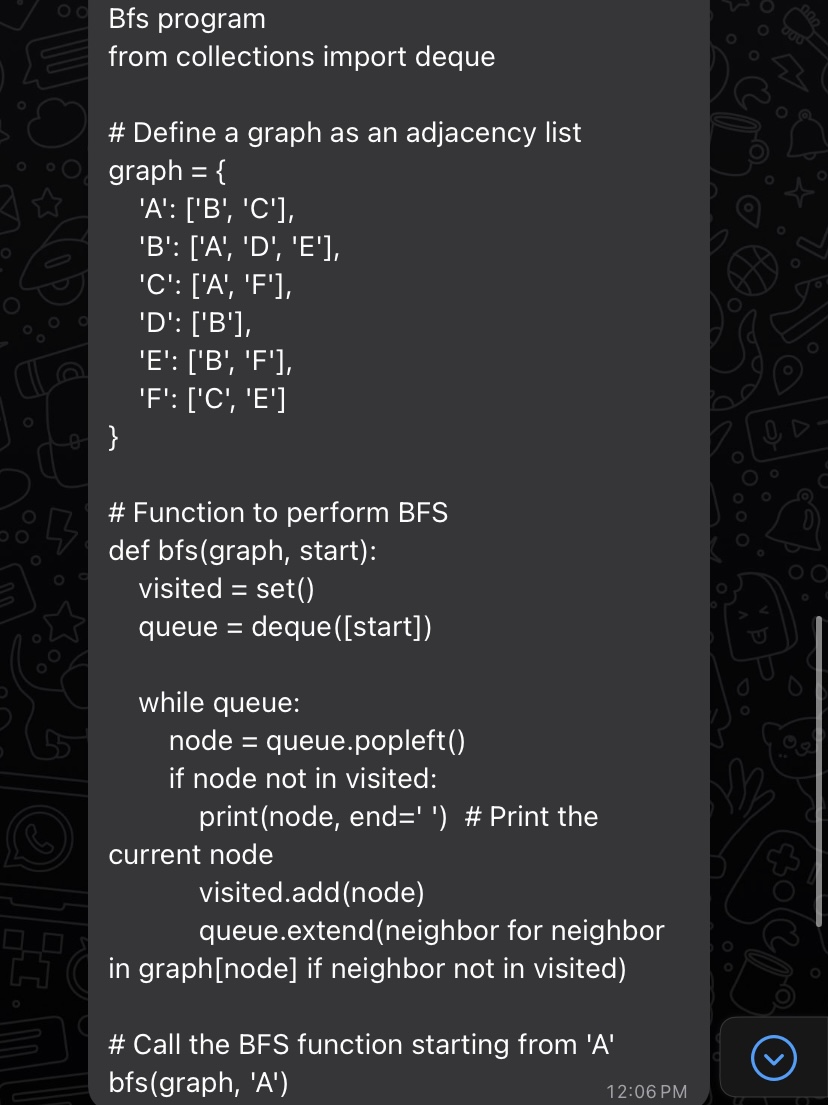 Bfs program
from collections import deque

# Define a graph as an adjacency list
graph = {
    'A': ['B', 'C'],
    'B': ['A', 'D', 'E'],
    'C': ['A', 'F'],
    'D': ['B'],
    'E': ['B', 'F'],
    'F': ['C', 'E']
}

# Function to perform BFS
def bfs(graph, start):
    visited = set()
    queue = deque([start])

    while queue:
        node = queue.popleft()
        if node not in visited:
            print(node, end=' ')  # Print the
current node
            visited.add(node)
            queue.extend(neighbor for neighbor
in graph[node] if neighbor not in visited)

# Call the BFS function starting from 'A'
bfs(graph, 'A')
12:06 PM